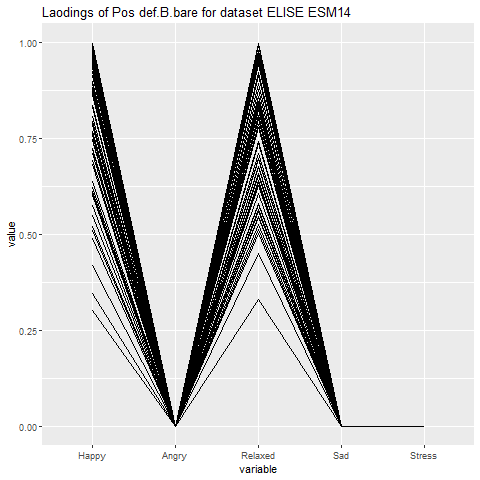 Laodings of Pos def.B.bare for dataset ELISE ESM14
1.00
0.75
0.50
0.25
0.00
value
Happy Angry Relaxed Sad Stress
variable